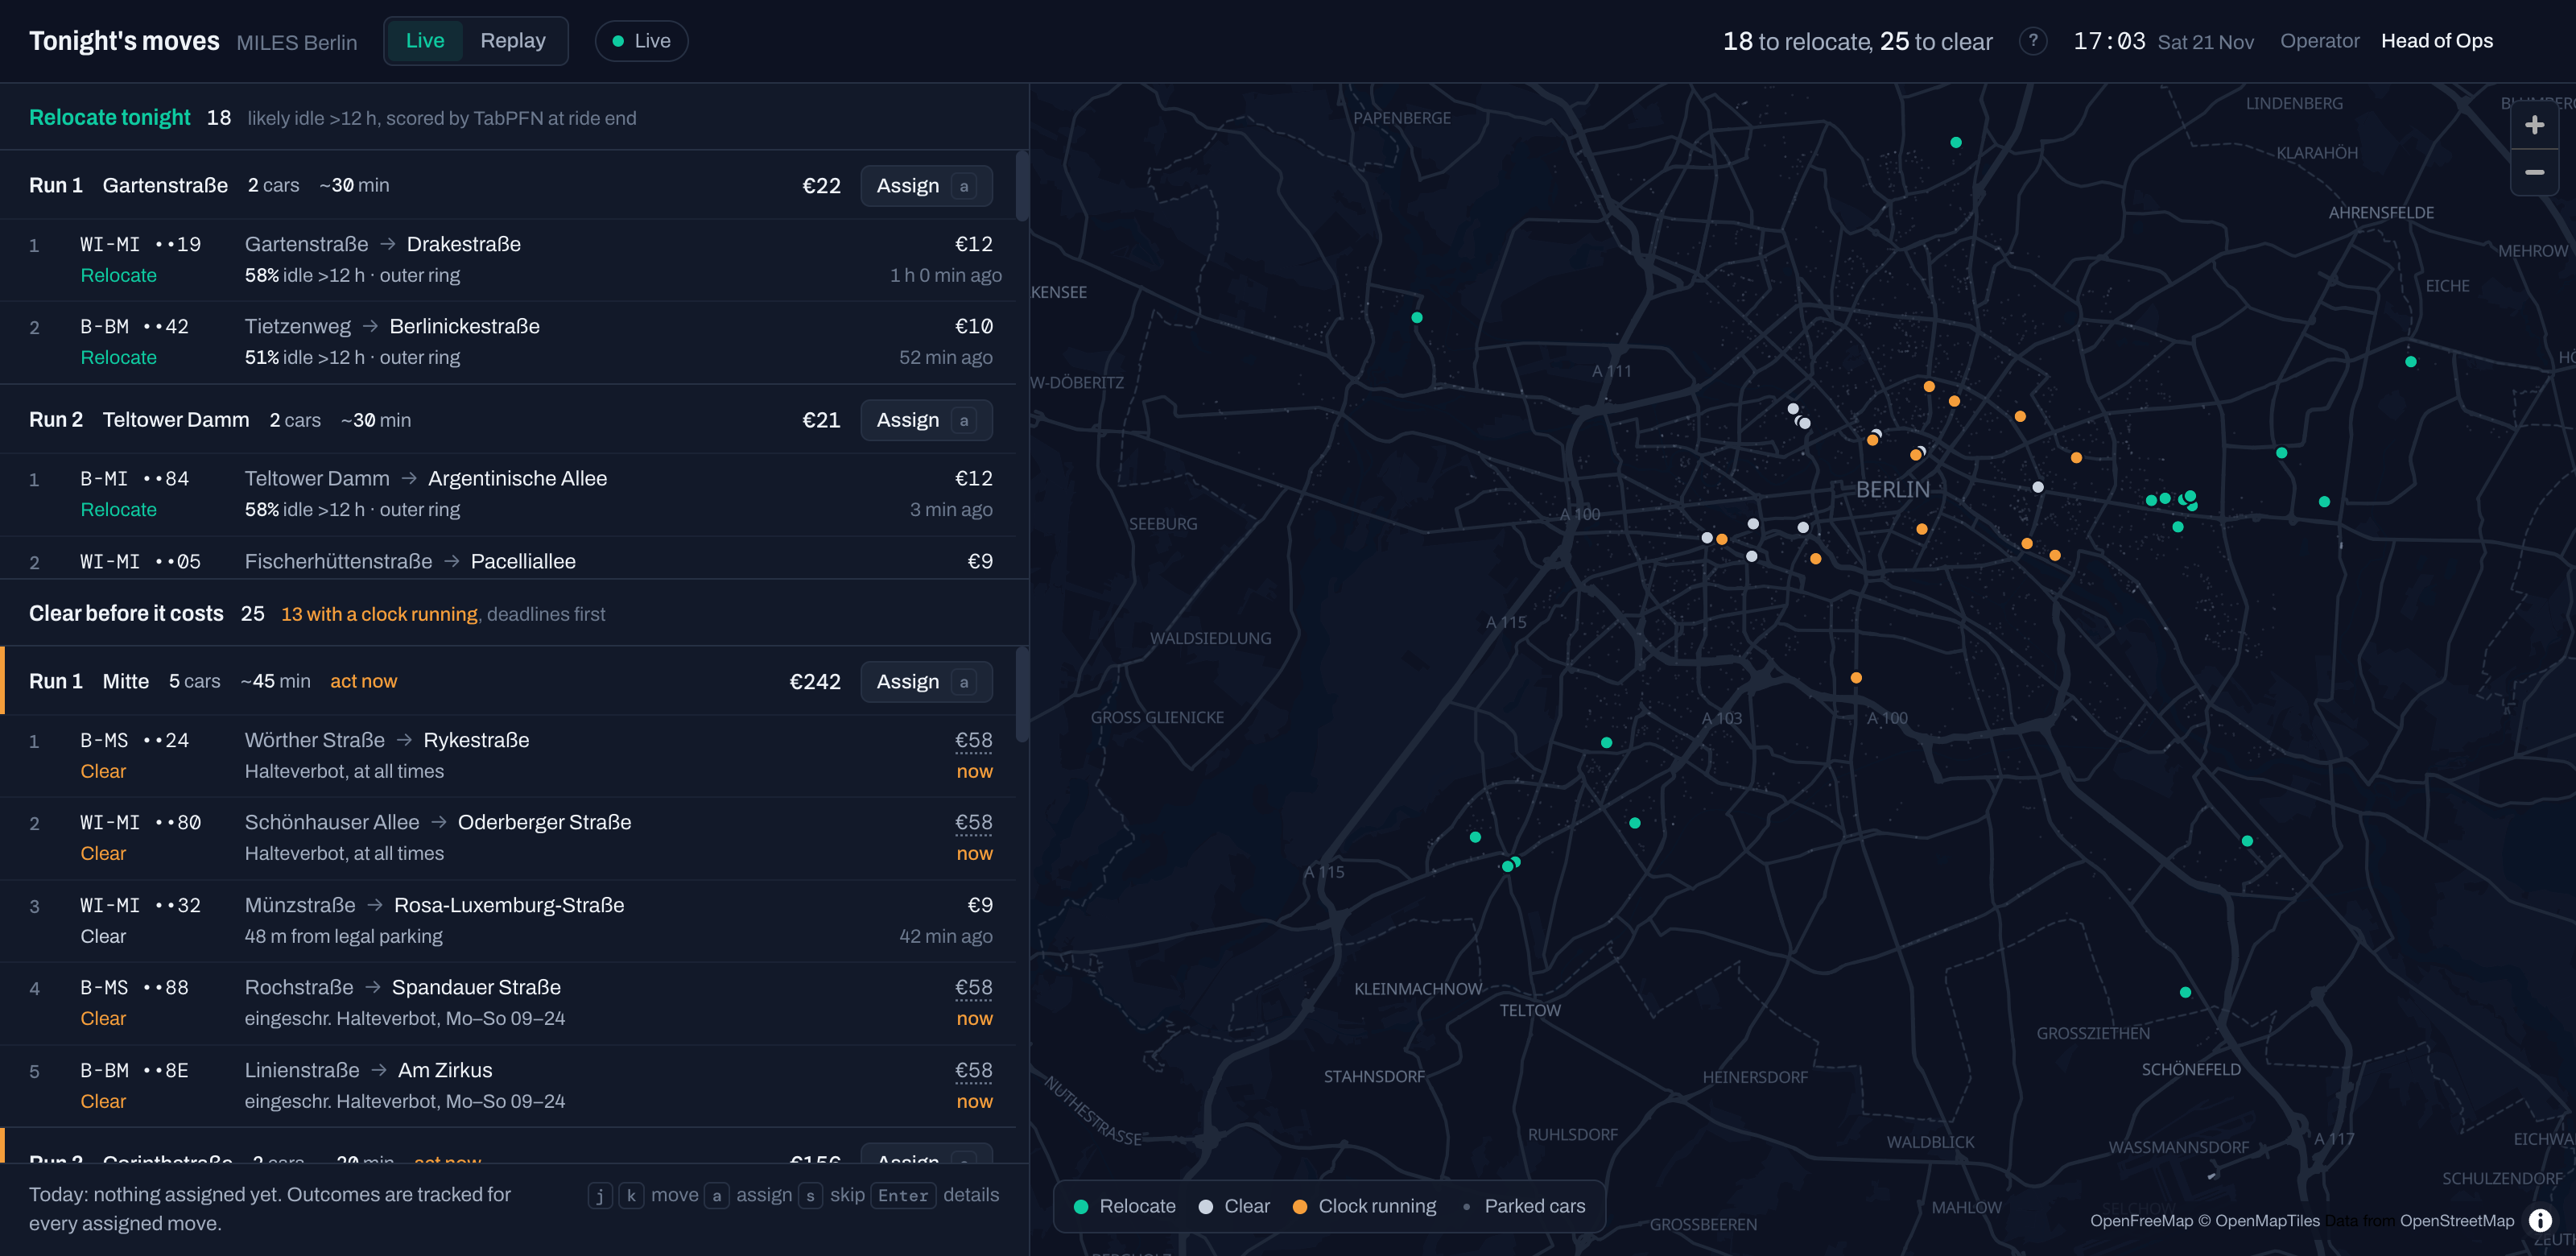 Tonight's moves MILES Berlin Live Replay Live
18 to relocate, 25 to clear ? 17:03 Sat 21 Nov Operator Head of Ops
Relocate tonight 18 likely idle >12 h, scored by TabPFN at ride end
Run 1 Gartenstraße 2 cars ~30 min €22 Assign a
1 WI-MI ••19 Gartenstraße → Drakestraße €12
Relocate 58% idle >12 h · outer ring 1 h 0 min ago
2 B-BM ••42 Tietzenweg → Berlinickestraße €10
Relocate 51% idle >12 h · outer ring 52 min ago
Run 2 Teltower Damm 2 cars ~30 min €21 Assign a
1 B-MI ••84 Teltower Damm → Argentinische Allee €12
Relocate 58% idle >12 h · outer ring 3 min ago
2 WI-MI ••05 Fischerhüttenstraße → Pacelliallee €9
Clear before it costs 25 13 with a clock running, deadlines first
Run 1 Mitte 5 cars ~45 min act now €242 Assign a
1 B-MS ••24 Wörther Straße → Rykestraße €58
Clear Halteverbot, at all times now
2 WI-MI ••80 Schönhauser Allee → Oderberger Straße €58
Clear Halteverbot, at all times now
3 WI-MI ••32 Münzstraße → Rosa-Luxemburg-Straße €9
Clear 48 m from legal parking 42 min ago
4 B-MS ••88 Rochstraße → Spandauer Straße €58
Clear eingeschr. Halteverbot, Mo–So 09–24 now
5 B-BM ••8E Linienstraße → Am Zirkus €58
Clear eingeschr. Halteverbot, Mo–So 09–24 now
Run 2 Corinthstraße 2 cars ~20 min act now €156 Assign
Today: nothing assigned yet. Outcomes are tracked for
every assigned move.
j k move a assign s skip Enter details
PAPENBERGE
LINDENBERG
KLARAHÖH
AHRENSFELDE
MEHROW
EICHE
KENSEE
W-DÖBERITZ
A 111
BERLIN
A 100
SEEBURG
A 115
WALDSIEDLUNG
GROSS GLIENICKE
A 103
A 100
A 115
KLEINMACHNOW
TELTOW
GROSSZIETHEN
SCHÖNEFELD
STAHNSDORF
HEINERSDORF
NUTHESTRASSE
RUHLSDORF
WALDBLICK
WASSMANNSDORF
A 117
EICHWA
SCHULZENDORF
MAHLOW
SELCHOW
GROSSBEEREN
+
−
Relocate Clear Clock running Parked cars
OpenFreeMap © OpenMapTiles Data from OpenStreetMap